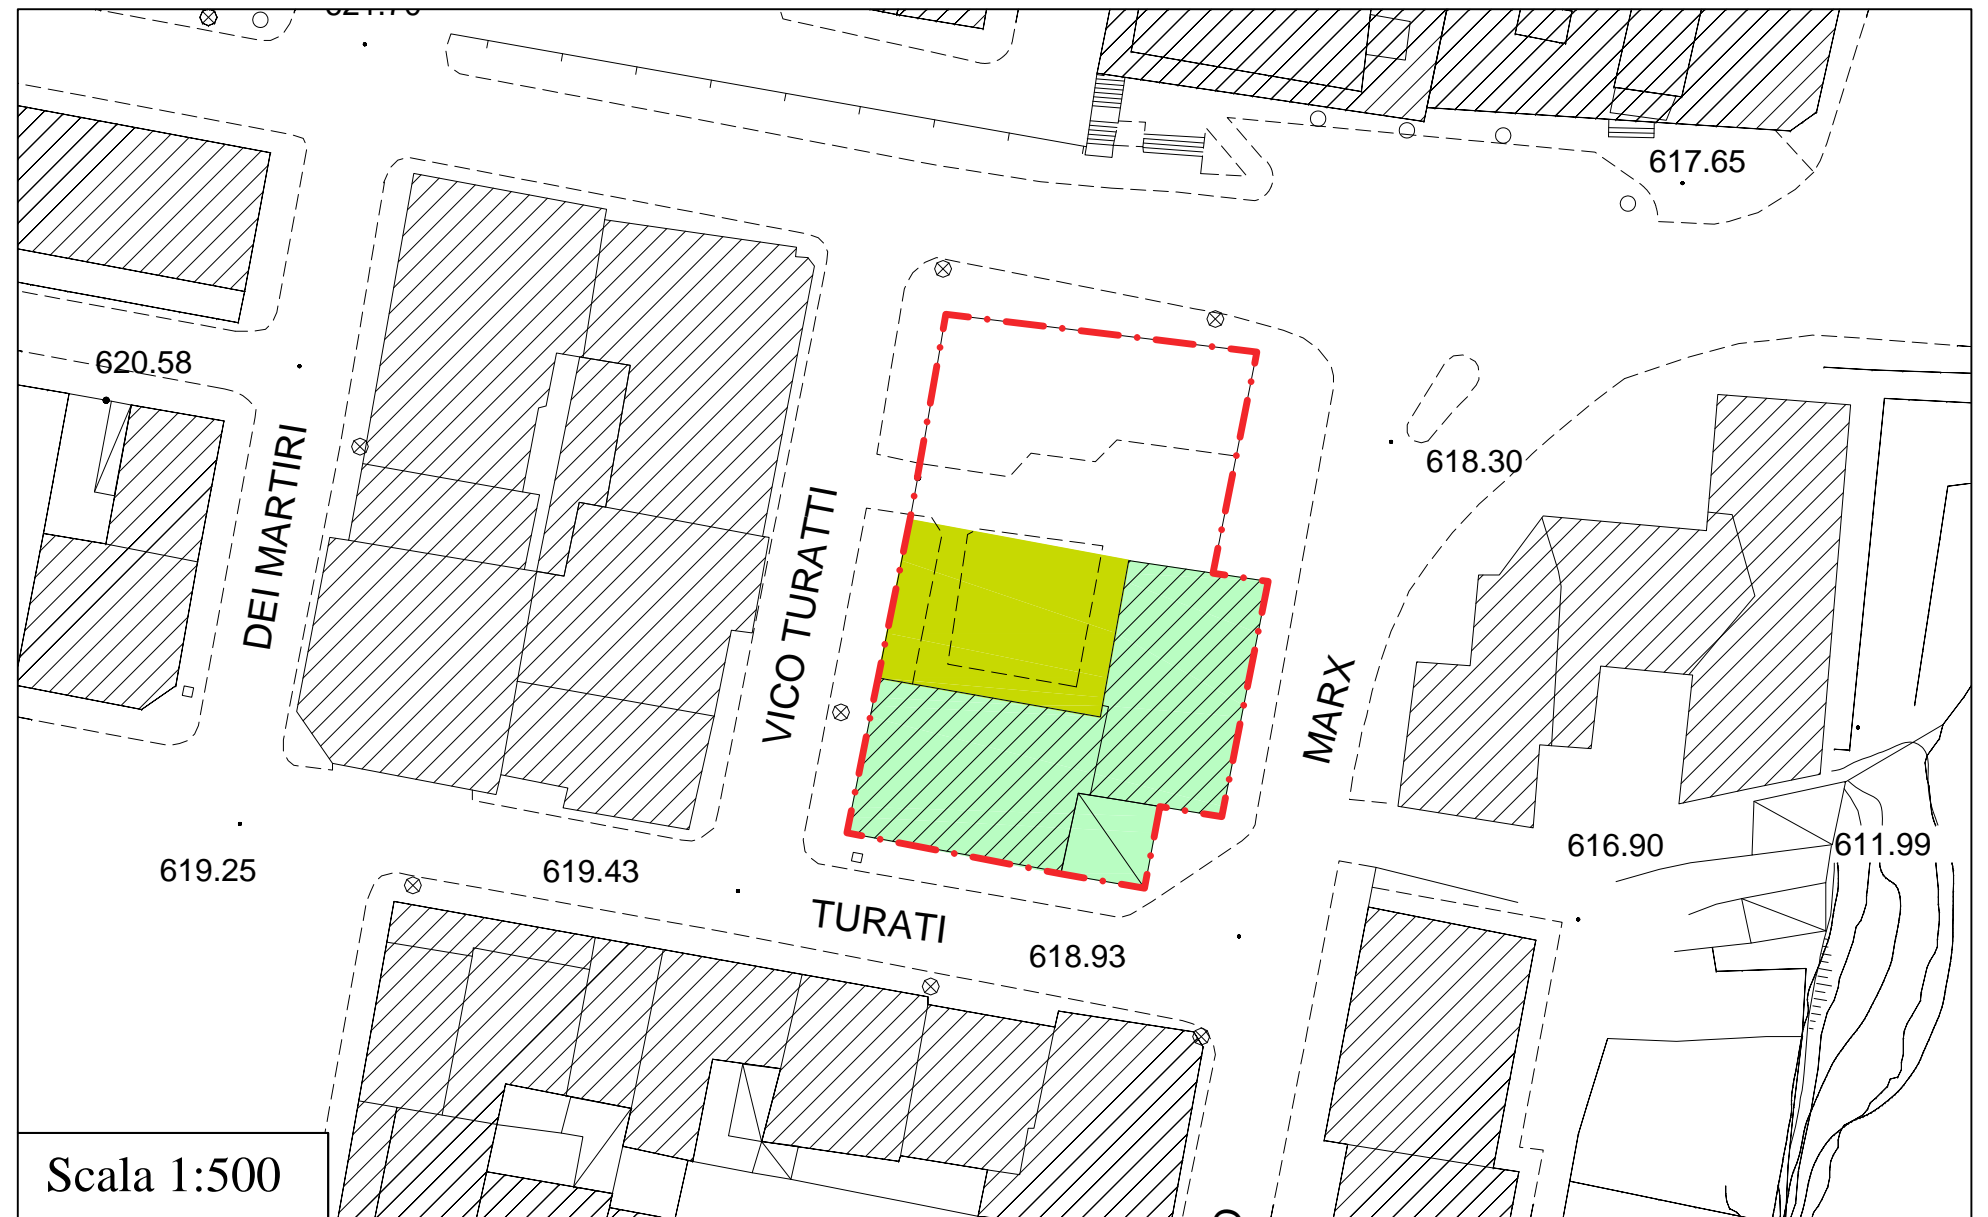 617.65
620.58
618.30
DEI MARTIRI
VICO TURATTI
MARX
616.90
611.99
619.25
619.43
TURATI
618.93
Scala 1:500